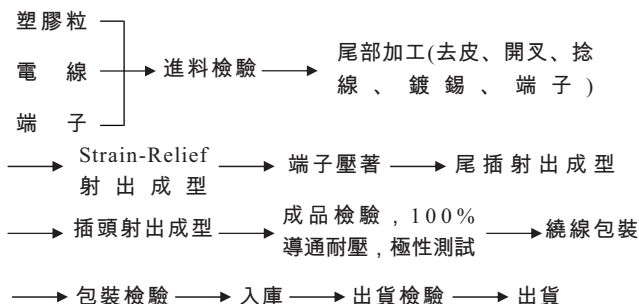 塑膠粒
電線
端子
進料檢驗
尾部加工(去皮、開叉、捻
線、鍍錫、端子)
Strain-Relief
射出成型
端子壓著
尾插射出成型
插頭射出成型
成品檢驗，100%
導通耐壓，極性測試
繞線包裝
包裝檢驗
入庫
出貨檢驗
出貨